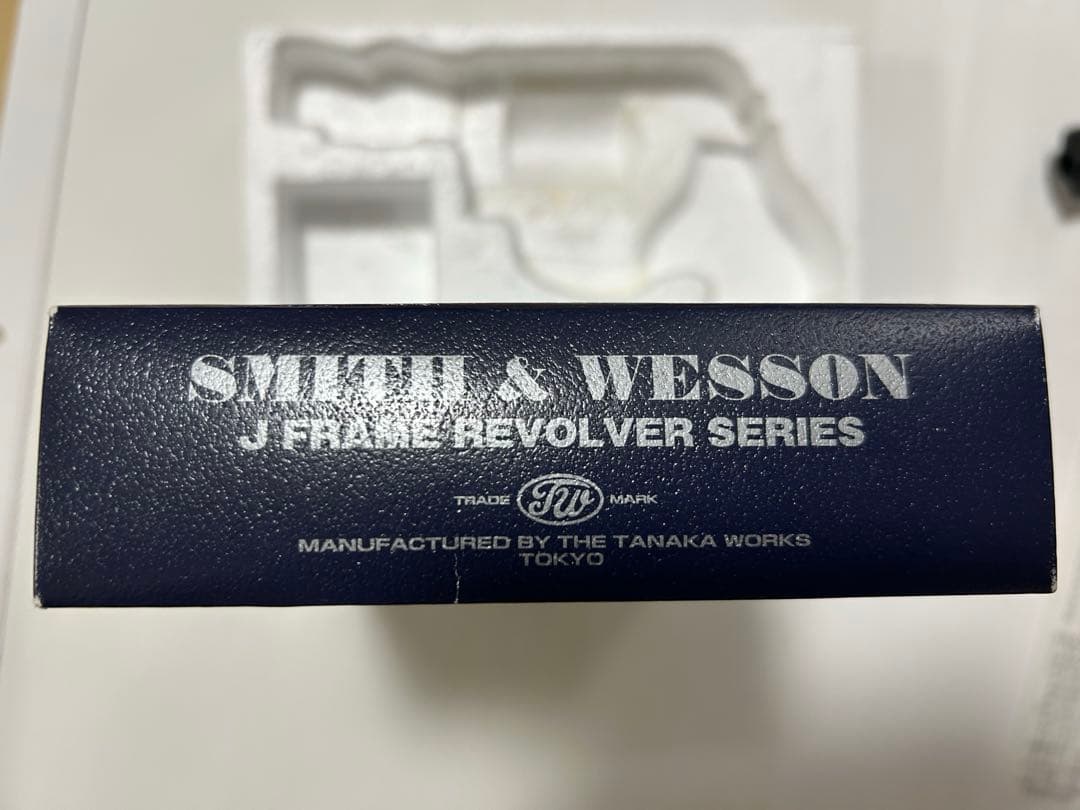 SMITH & WESSON
J FRAME REVOLVER SERIES
TRADE TW MARK
MANUFACTURED BY THE TANAKA WORKS
TOKYO